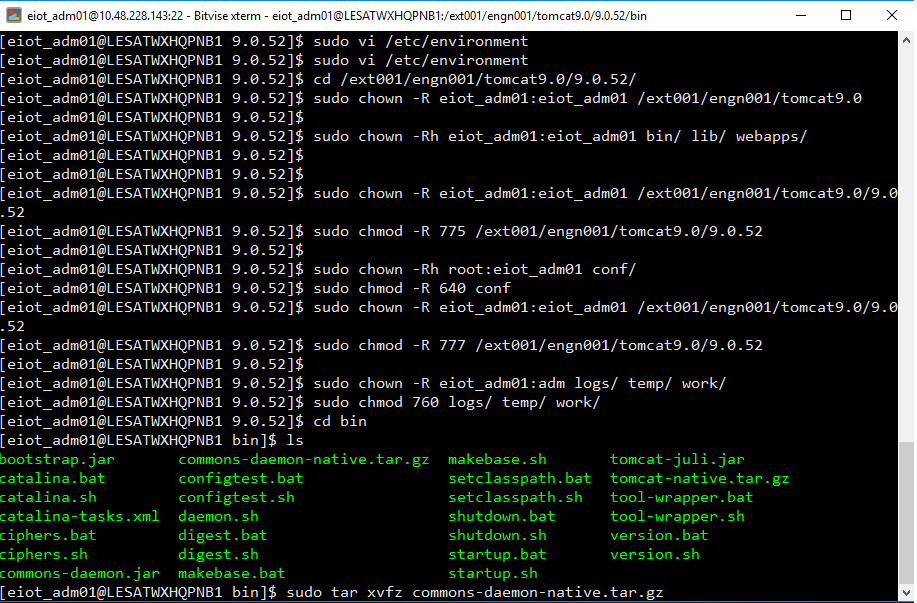 eiot_adm01@10.48.228.143:22 - Bitvise xterm - eiot_adm01@LESATWXHQPNB1:/ext001/engn001/tomcat9.0/9.0.52/bin
[eiot_adm01@LESATWXHQPNB1 9.0.52]$ sudo vi /etc/environment
[eiot_adm01@LESATWXHQPNB1 9.0.52]$ sudo vi /etc/environment
[eiot_adm01@LESATWXHQPNB1 9.0.52]$ cd /ext001/engn001/tomcat9.0/9.0.52/
[eiot_adm01@LESATWXHQPNB1 9.0.52]$ sudo chown -R eiot_adm01:eiot_adm01 /ext001/engn001/tomcat9.0
[eiot_adm01@LESATWXHQPNB1 9.0.52]$
[eiot_adm01@LESATWXHQPNB1 9.0.52]$ sudo chown -Rh eiot_adm01:eiot_adm01 bin/ lib/ webapps/
[eiot_adm01@LESATWXHQPNB1 9.0.52]$
[eiot_adm01@LESATWXHQPNB1 9.0.52]$
[eiot_adm01@LESATWXHQPNB1 9.0.52]$ sudo chown -R eiot_adm01:eiot_adm01 /ext001/engn001/tomcat9.0/9.0
.52
[eiot_adm01@LESATWXHQPNB1 9.0.52]$ sudo chmod -R 775 /ext001/engn001/tomcat9.0/9.0.52
[eiot_adm01@LESATWXHQPNB1 9.0.52]$
[eiot_adm01@LESATWXHQPNB1 9.0.52]$ sudo chown -Rh root:eiot_adm01 conf/
[eiot_adm01@LESATWXHQPNB1 9.0.52]$ sudo chmod -R 640 conf
[eiot_adm01@LESATWXHQPNB1 9.0.52]$ sudo chown -R eiot_adm01:eiot_adm01 /ext001/engn001/tomcat9.0/9.0
.52
[eiot_adm01@LESATWXHQPNB1 9.0.52]$ sudo chmod -R 777 /ext001/engn001/tomcat9.0/9.0.52
[eiot_adm01@LESATWXHQPNB1 9.0.52]$
[eiot_adm01@LESATWXHQPNB1 9.0.52]$ sudo chown -R eiot_adm01:adm logs/ temp/ work/
[eiot_adm01@LESATWXHQPNB1 9.0.52]$ sudo chmod 760 logs/ temp/ work/
[eiot_adm01@LESATWXHQPNB1 9.0.52]$ cd bin
[eiot_adm01@LESATWXHQPNB1 bin]$ ls
bootstrap.jar commons-daemon-native.tar.gz makebase.sh tomcat-juli.jar
catalina.bat configtest.bat setclasspath.bat tomcat-native.tar.gz
catalina.sh configtest.sh setclasspath.sh tool-wrapper.bat
catalina-tasks.xml daemon.sh shutdown.bat tool-wrapper.sh
ciphers.bat digest.bat shutdown.sh version.bat
ciphers.sh digest.sh startup.bat version.sh
commons-daemon.jar makebase.bat startup.sh
[eiot_adm01@LESATWXHQPNB1 bin]$ sudo tar xvfz commons-daemon-native.tar.gz